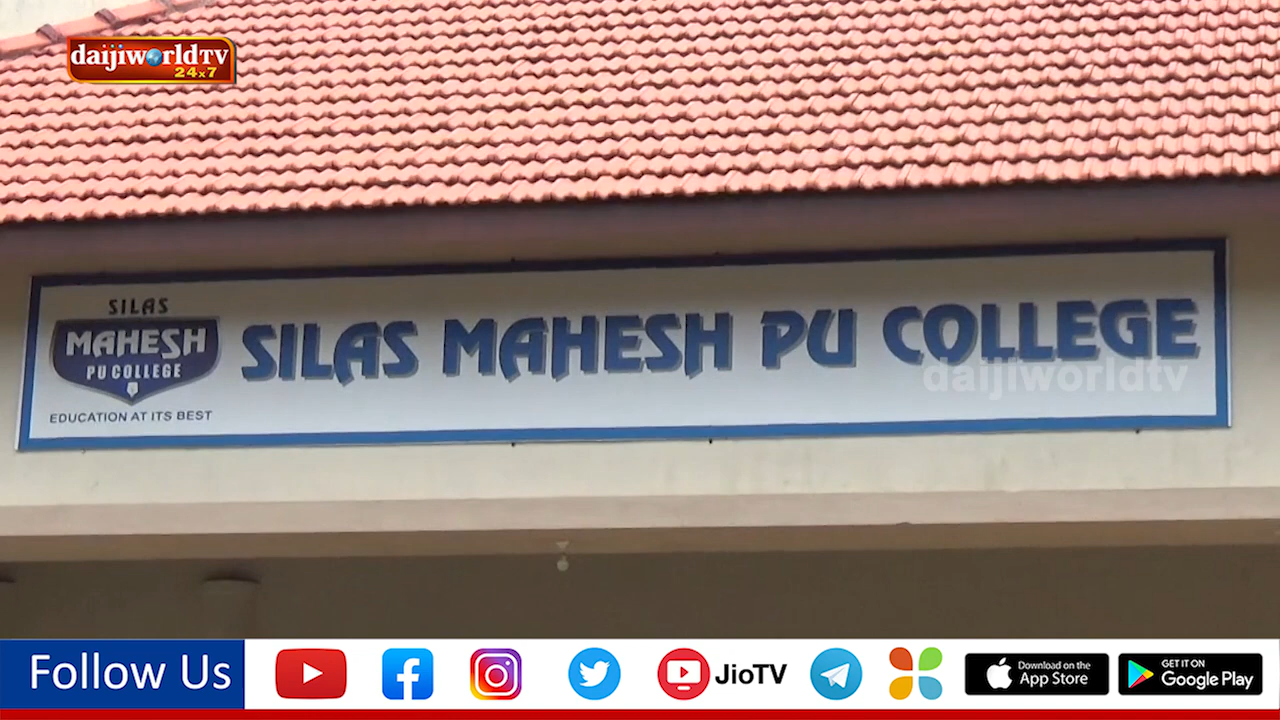 daijiworldTV
24x7
SILAS
MAHESH
PU COLLEGE
EDUCATION AT ITS BEST
SILAS MAHESH PU COLLEGE
daijiworldtv
Follow Us
JioTV
Download on the
App Store
GET IT ON
Google Play